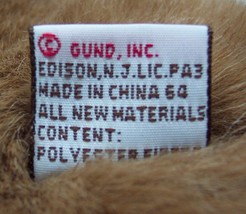 © GUND, INC.
EDISON, N.J. LIC. PA3
MADE IN CHINA 64
ALL NEW MATERIALS
CONTENT:
POLYESTER